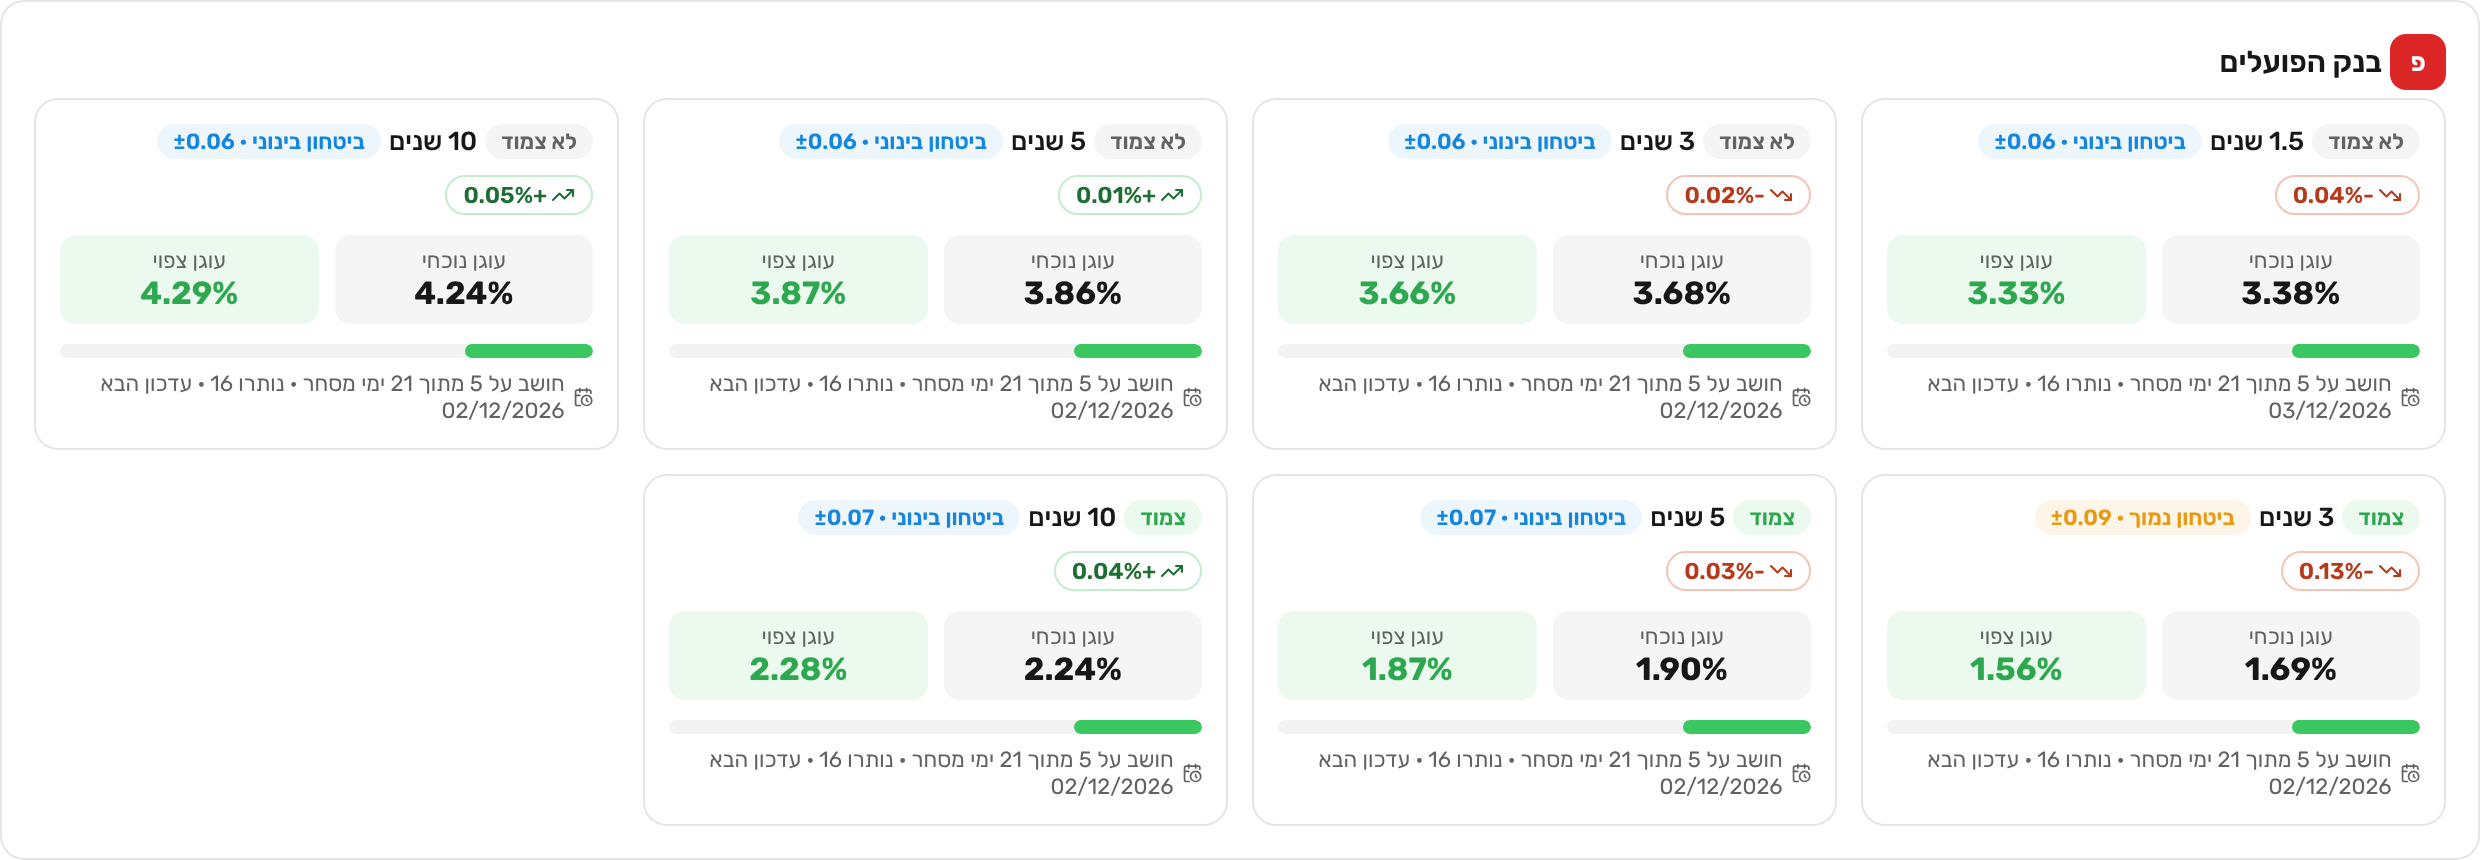 פ
בנק הפועלים
לא צמוד 1.5 שנים ביטחון בינוני • ±0.06
-0.04%
עוגן נוכחי
3.38%
עוגן צפוי
3.33%
חושב על 5 מתוך 21 ימי מסחר • נותרו 16 • עדכון הבא
03/12/2026
לא צמוד 3 שנים ביטחון בינוני • ±0.06
-0.02%
עוגן נוכחי
3.68%
עוגן צפוי
3.66%
חושב על 5 מתוך 21 ימי מסחר • נותרו 16 • עדכון הבא
02/12/2026
לא צמוד 5 שנים ביטחון בינוני • ±0.06
+0.01%
עוגן נוכחי
3.86%
עוגן צפוי
3.87%
חושב על 5 מתוך 21 ימי מסחר • נותרו 16 • עדכון הבא
02/12/2026
לא צמוד 10 שנים ביטחון בינוני • ±0.06
+0.05%
עוגן נוכחי
4.24%
עוגן צפוי
4.29%
חושב על 5 מתוך 21 ימי מסחר • נותרו 16 • עדכון הבא
02/12/2026
צמוד 3 שנים ביטחון נמוך • ±0.09
-0.13%
עוגן נוכחי
1.69%
עוגן צפוי
1.56%
חושב על 5 מתוך 21 ימי מסחר • נותרו 16 • עדכון הבא
02/12/2026
צמוד 5 שנים ביטחון בינוני • ±0.07
-0.03%
עוגן נוכחי
1.90%
עוגן צפוי
1.87%
חושב על 5 מתוך 21 ימי מסחר • נותרו 16 • עדכון הבא
02/12/2026
צמוד 10 שנים ביטחון בינוני • ±0.07
+0.04%
עוגן נוכחי
2.24%
עוגן צפוי
2.28%
חושב על 5 מתוך 21 ימי מסחר • נותרו 16 • עדכון הבא
02/12/2026